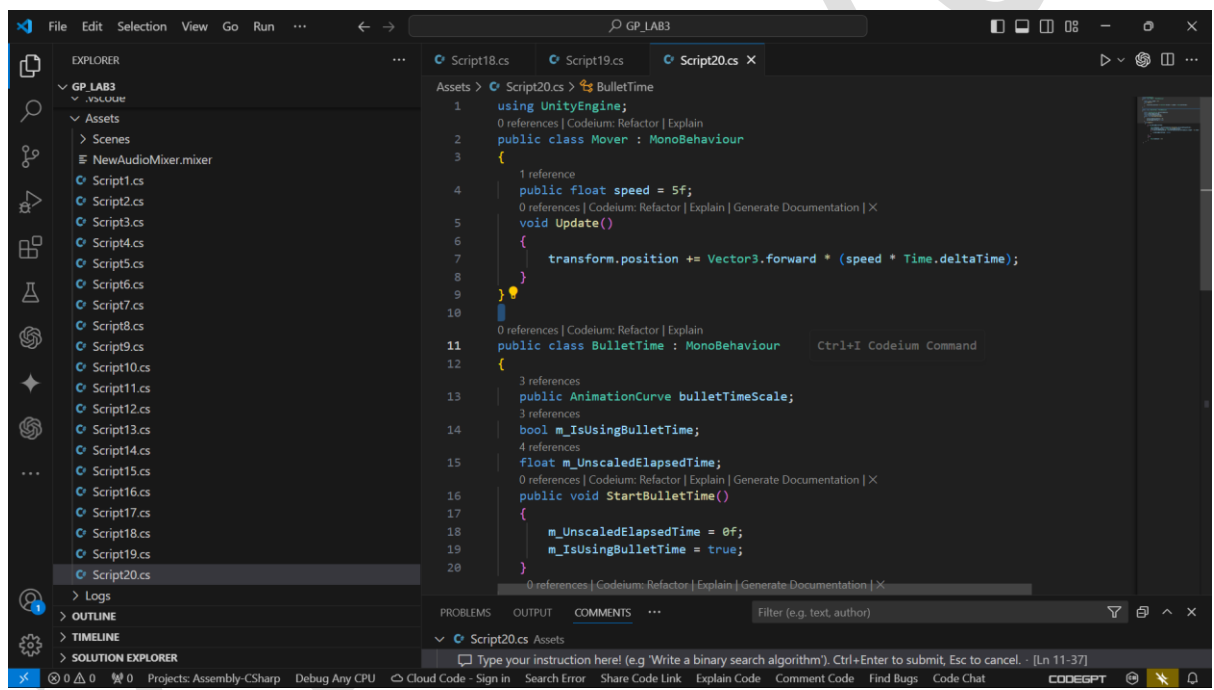 File Edit Selection View Go Run ··· ← → GP_LAB3
EXPLORER ···
GP_LAB3
.vscode
Assets
Scenes
NewAudioMixer.mixer
Script1.cs
Script2.cs
Script3.cs
Script4.cs
Script5.cs
Script6.cs
Script7.cs
Script8.cs
Script9.cs
Script10.cs
Script11.cs
Script12.cs
Script13.cs
Script14.cs
Script15.cs
Script16.cs
Script17.cs
Script18.cs
Script19.cs
Script20.cs
Logs
OUTLINE
TIMELINE
SOLUTION EXPLORER
Script18.cs Script19.cs Script20.cs
Assets > Script20.cs > BulletTime
1 using UnityEngine;
0 references | Codeium: Refactor | Explain
2 public class Mover : MonoBehaviour
3 {
1 reference
4 public float speed = 5f;
0 references | Codeium: Refactor | Explain | Generate Documentation | ×
5 void Update()
6 {
7 transform.position += Vector3.forward * (speed * Time.deltaTime);
8 }
9 }
10
0 references | Codeium: Refactor | Explain
11 public class BulletTime : MonoBehaviour Ctrl+I Codeium Command
12 {
3 references
13 public AnimationCurve bulletTimeScale;
3 references
14 bool m_IsUsingBulletTime;
4 references
15 float m_UnscaledElapsedTime;
0 references | Codeium: Refactor | Explain | Generate Documentation | ×
16 public void StartBulletTime()
17 {
18 m_UnscaledElapsedTime = 0f;
19 m_IsUsingBulletTime = true;
20 }
0 references | Codeium: Refactor | Explain | Generate Documentation | ×
PROBLEMS OUTPUT COMMENTS ··· Filter (e.g. text, author)
Script20.cs Assets
Type your instruction here! (e.g 'Write a binary search algorithm'). Ctrl+Enter to submit, Esc to cancel. - [Ln 11-37]
0 0 0 Projects: Assembly-CSharp Debug Any CPU Cloud Code - Sign in Search Error Share Code Link Explain Code Comment Code Find Bugs Code Chat CODEGPT